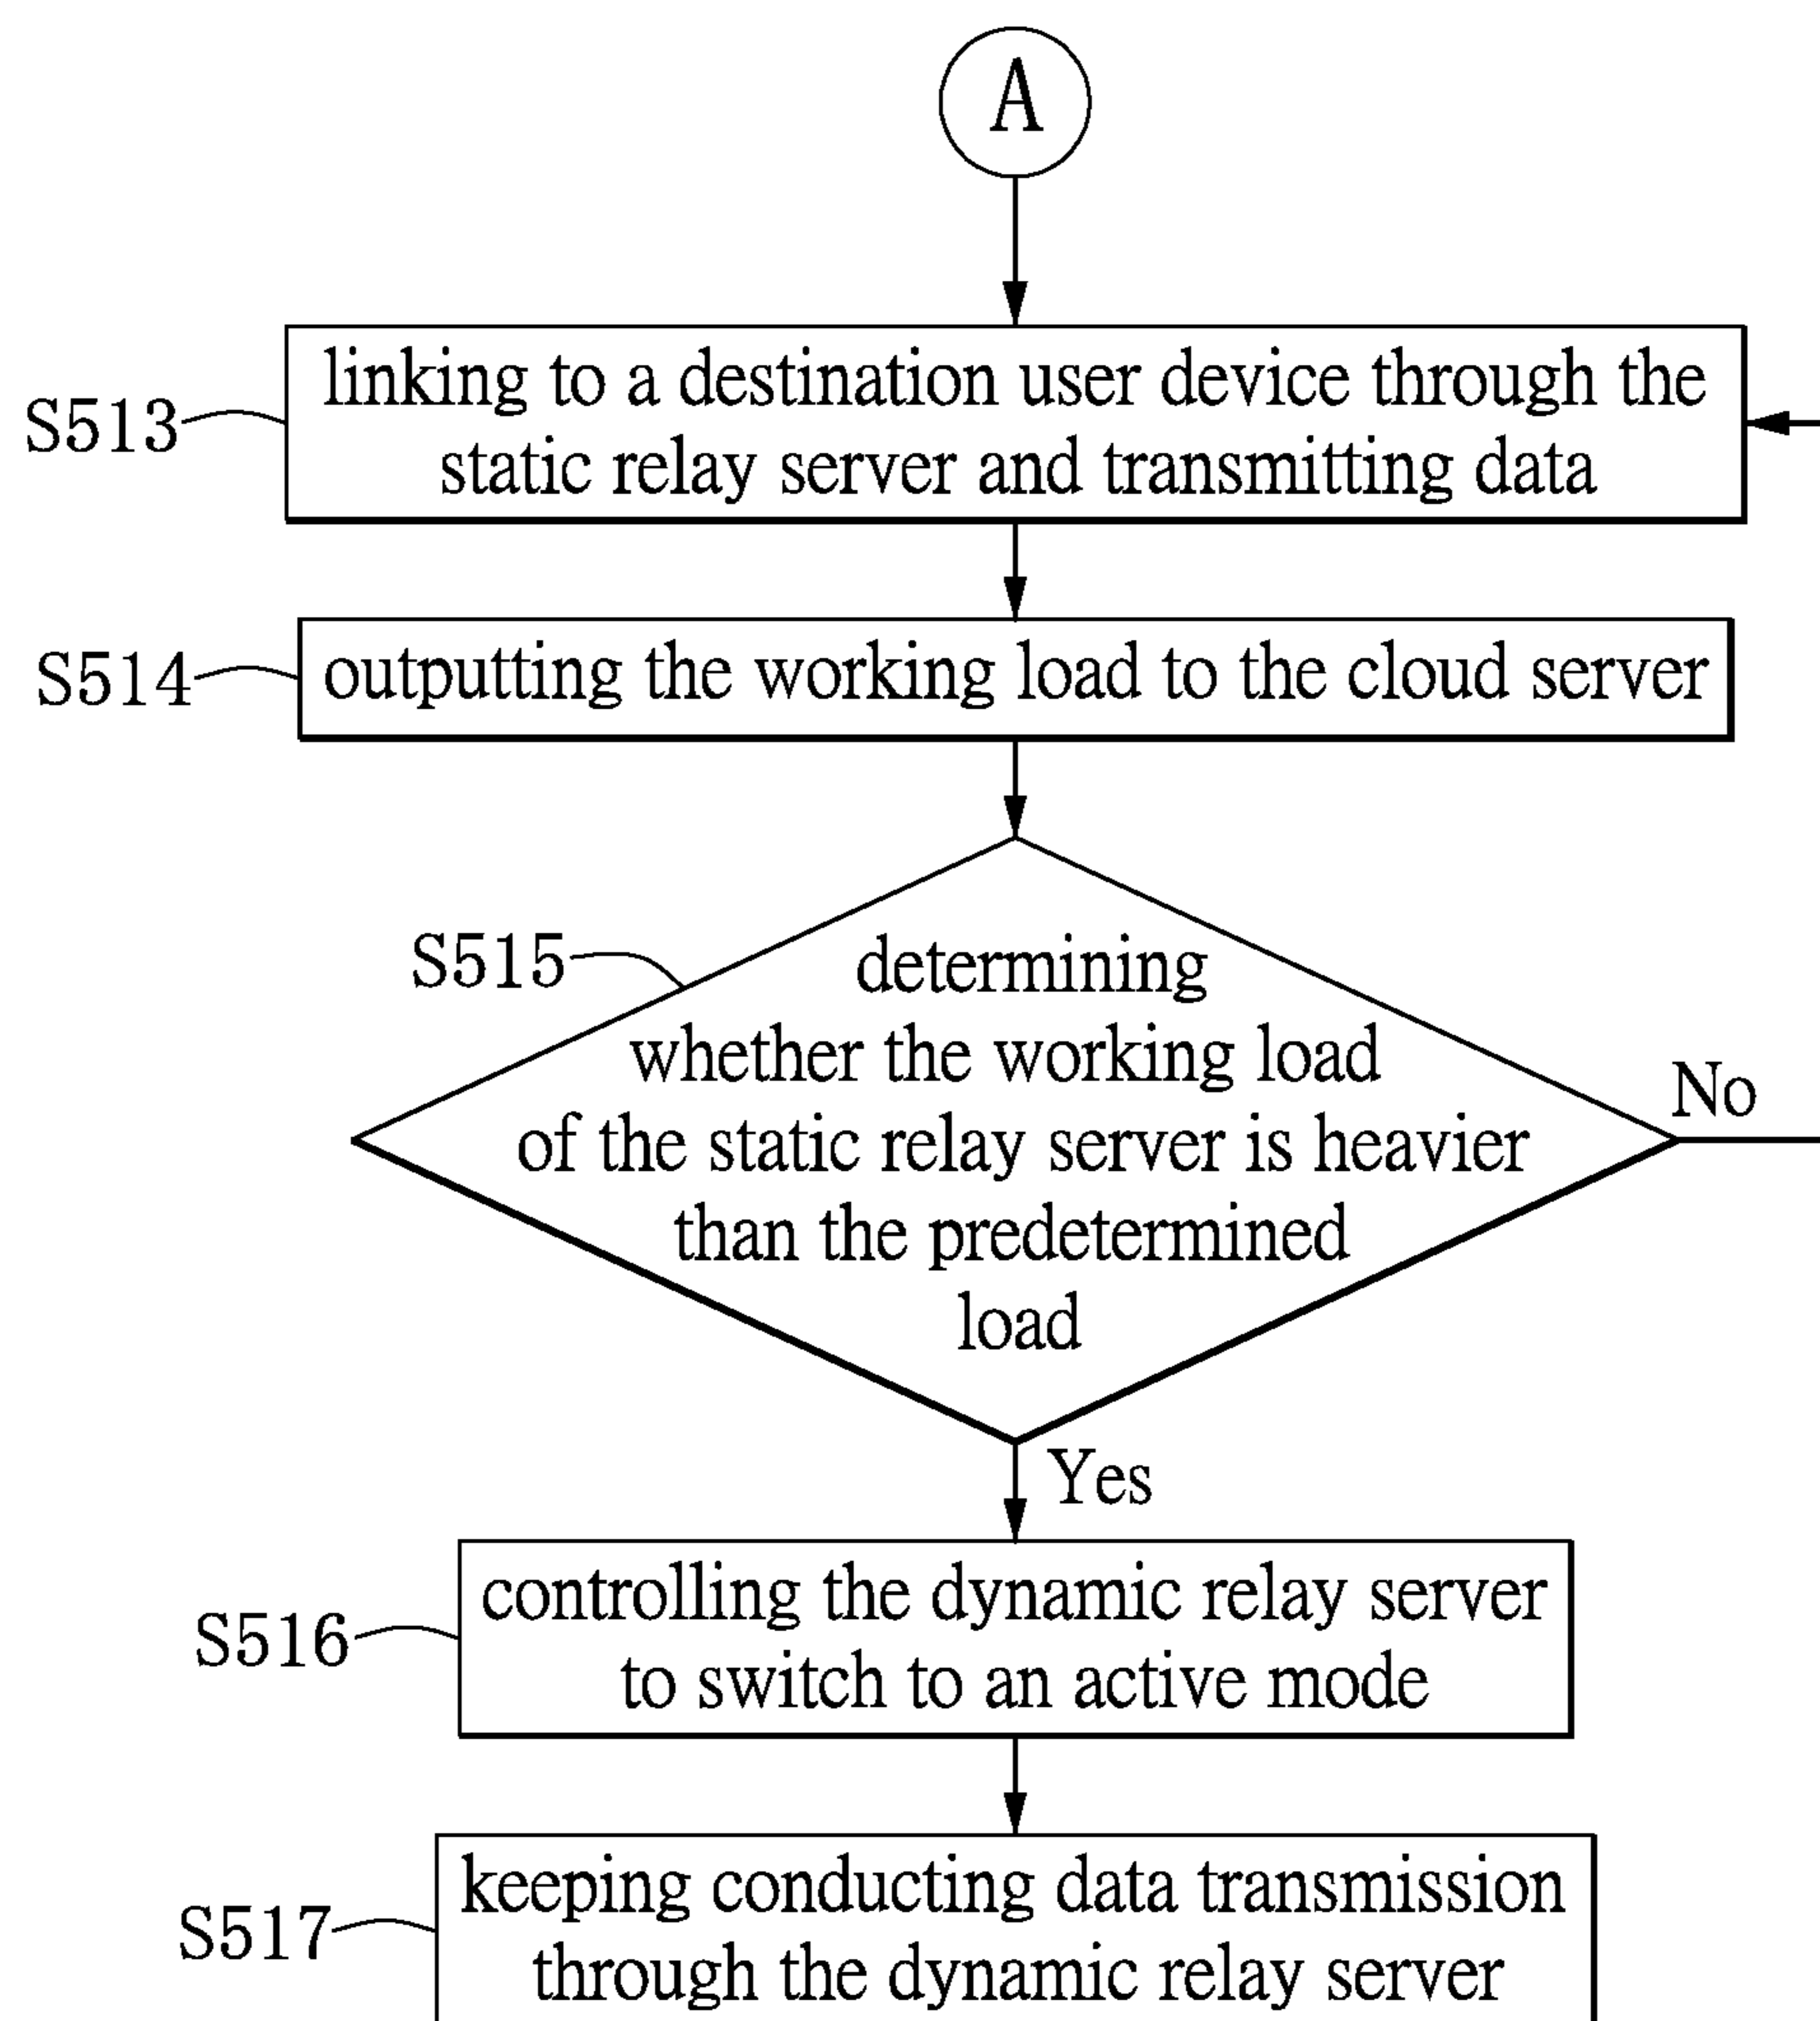 A
S513
linking to a destination user device through the
static relay server and transmitting data
S514
outputting the working load to the cloud server
S515
determining
whether the working load
of the static relay server is heavier
than the predetermined
load
No
Yes
S516
controlling the dynamic relay server
to switch to an active mode
S517
keeping conducting data transmission
through the dynamic relay server